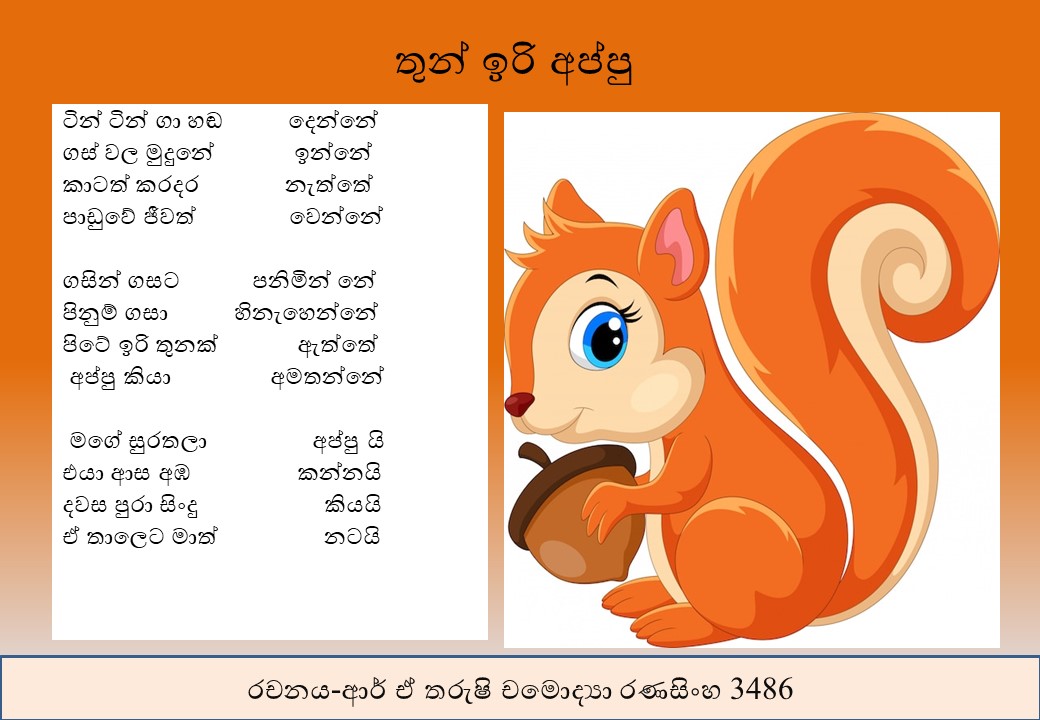 තුන් ඉරි අප්පු
ටින් ටින් ගා හඬ දෙන්නේ
ගස් වල මුදුනේ ඉන්නේ
කාටත් කරදර නැත්තේ
පාඩුවේ ජීවත් වෙන්නේ
ගසින් ගසට පනිමින් නේ
පිනුම් ගසා හිනැහෙන්නේ
පිටේ ඉරි තුනක් ඇත්තේ
අප්පු කියා අමතන්නේ
මගේ සුරතලා අප්පු යි
එයා ආස අඹ කන්නයි
දවස පුරා සිංදු කියයි
ඒ තාලෙට මාත් නටයි
රචනය-ආර් ඒ තරුෂි චමොද්‍යා රණසිංහ 3486